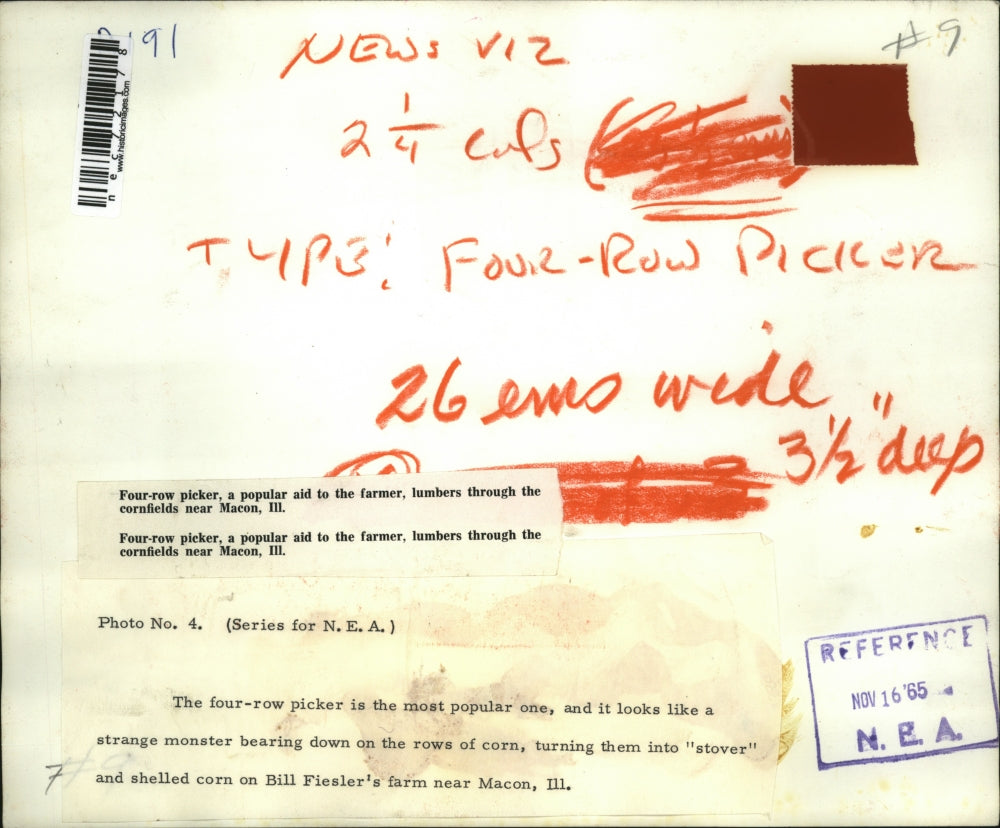 191
#9
NEWS VIZ
2 1/4 cols
www.historicimages.com
TYPE: FOUR-ROW PICKER
26 ems wide
3 1/2" deep
Four-row picker, a popular aid to the farmer, lumbers through the
cornfields near Macon, Ill.
Four-row picker, a popular aid to the farmer, lumbers through the
cornfields near Macon, Ill.
Photo No. 4. (Series for N. E. A.)
The four-row picker is the most popular one, and it looks like a
strange monster bearing down on the rows of corn, turning them into "stover"
and shelled corn on Bill Fiesler's farm near Macon, Ill.
7
REFERENCE
NOV 16 '65
N. E. A.